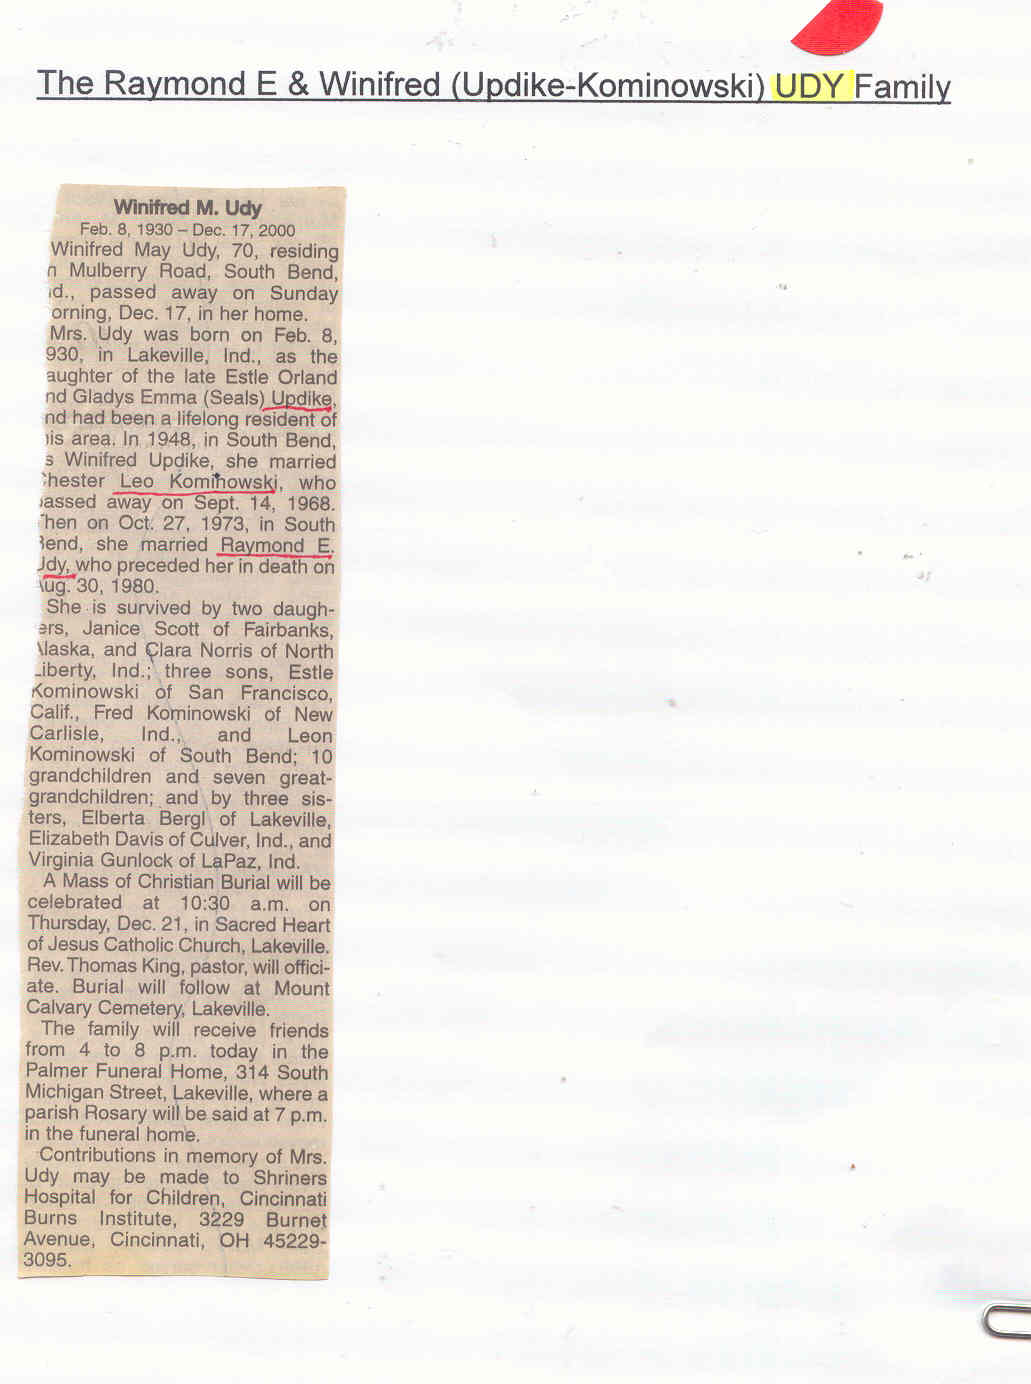 The Raymond E & Winifred (Updike-Kominowski) UDY Family
Winifred M. Udy
Feb. 8, 1930 – Dec. 17, 2000
Winifred May Udy, 70, residing
n Mulberry Road, South Bend,
d., passed away on Sunday
orning, Dec. 17, in her home.
Mrs. Udy was born on Feb. 8,
930, in Lakeville, Ind., as the
aughter of the late Estle Orland
nd Gladys Emma (Seals) Updike,
nd had been a lifelong resident of
is area. In 1948, in South Bend,
s Winifred Updike, she married
hester Leo Kominowski, who
assed away on Sept. 14, 1968.
hen on Oct. 27, 1973, in South
end, she married Raymond E.
Udy, who preceded her in death on
Aug. 30, 1980.
She is survived by two daugh-
ers, Janice Scott of Fairbanks,
Alaska, and Clara Norris of North
Liberty, Ind.; three sons, Estle
Kominowski of San Francisco,
Calif., Fred Kominowski of New
Carlisle, Ind., and Leon
Kominowski of South Bend; 10
grandchildren and seven great-
grandchildren; and by three sis-
ters, Elberta Bergl of Lakeville,
Elizabeth Davis of Culver, Ind., and
Virginia Gunlock of LaPaz, Ind.
A Mass of Christian Burial will be
celebrated at 10:30 a.m. on
Thursday, Dec. 21, in Sacred Heart
of Jesus Catholic Church, Lakeville.
Rev. Thomas King, pastor, will offici-
ate. Burial will follow at Mount
Calvary Cemetery, Lakeville.
The family will receive friends
from 4 to 8 p.m. today in the
Palmer Funeral Home, 314 South
Michigan Street, Lakeville, where a
parish Rosary will be said at 7 p.m.
in the funeral home.
Contributions in memory of Mrs.
Udy may be made to Shriners
Hospital for Children, Cincinnati
Burns Institute, 3229 Burnet
Avenue, Cincinnati, OH 45229-
3095.